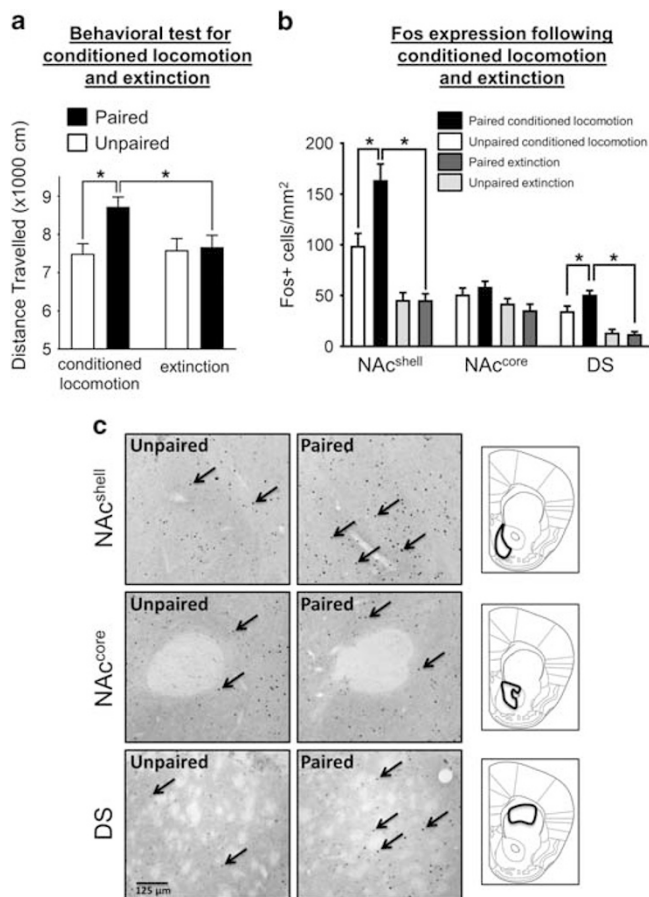 a
Behavioral test for
conditioned locomotion
and extinction
Paired
Unpaired
*
*
Distance Travelled (x1000 cm)
9
8
7
6
5
conditioned
locomotion
extinction
b
Fos expression following
conditioned locomotion
and extinction
Paired conditioned locomotion
Unpaired conditioned locomotion
Paired extinction
Unpaired extinction
*
*
*
*
Fos+ cells/mm²
200
150
100
50
0
NAcshell
NAccore
DS
c
NAcshell
Unpaired
Paired
NAccore
Unpaired
Paired
DS
Unpaired
Paired
125 µm